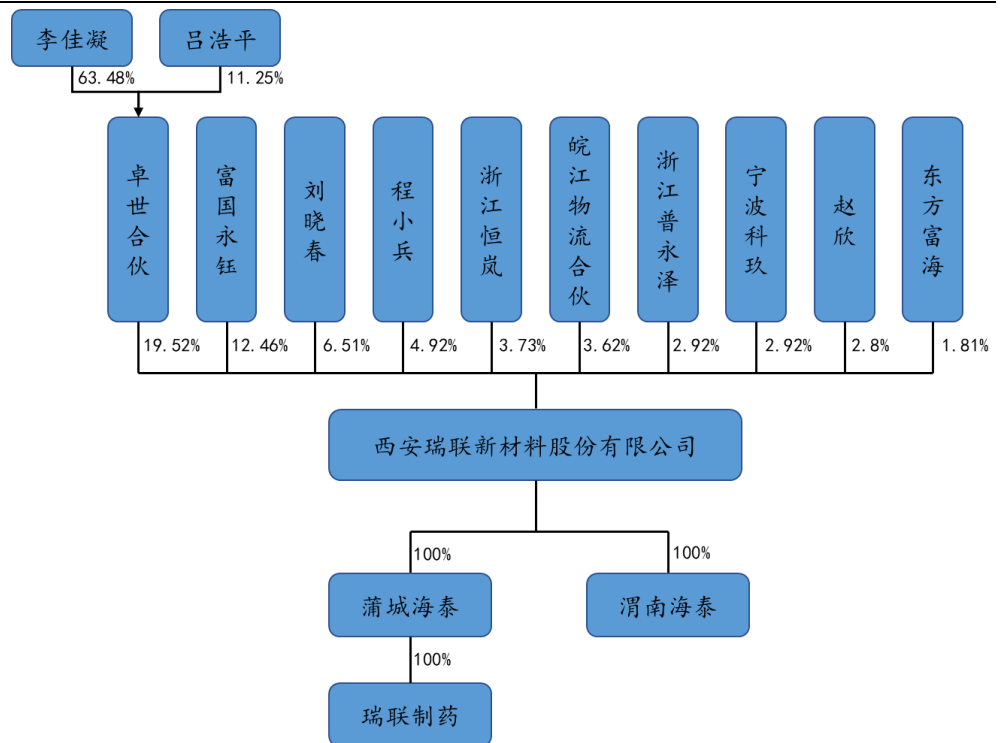 李佳凝
吕浩平
63.48%
11.25%
卓世合伙
富国永钰
刘晓春
程小兵
浙江恒岚
皖江物流合伙
浙江普永泽
宁波科玖
赵欣
东方富海
19.52%
12.46%
6.51%
4.92%
3.73%
3.62%
2.92%
2.92%
2.8%
1.81%
西安瑞联新材料股份有限公司
100%
100%
蒲城海泰
渭南海泰
100%
瑞联制药